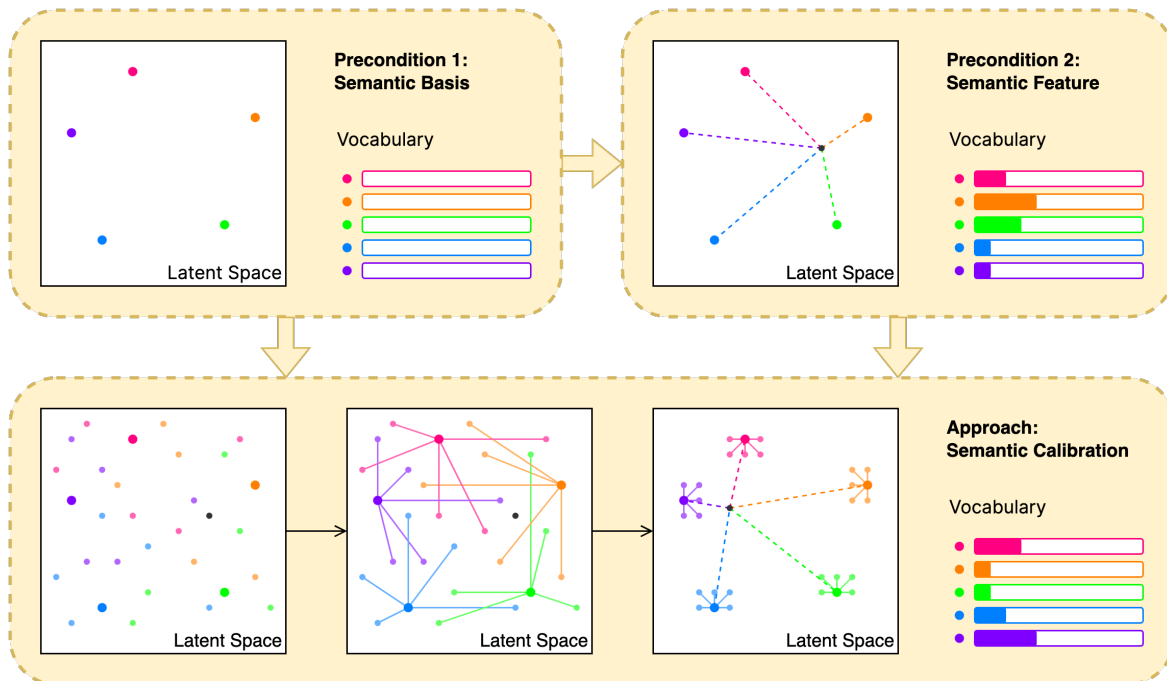 Precondition 1:
Semantic Basis
Vocabulary
Latent Space
Precondition 2:
Semantic Feature
Vocabulary
Latent Space
Approach:
Semantic Calibration
Vocabulary
Latent Space
Latent Space
Latent Space